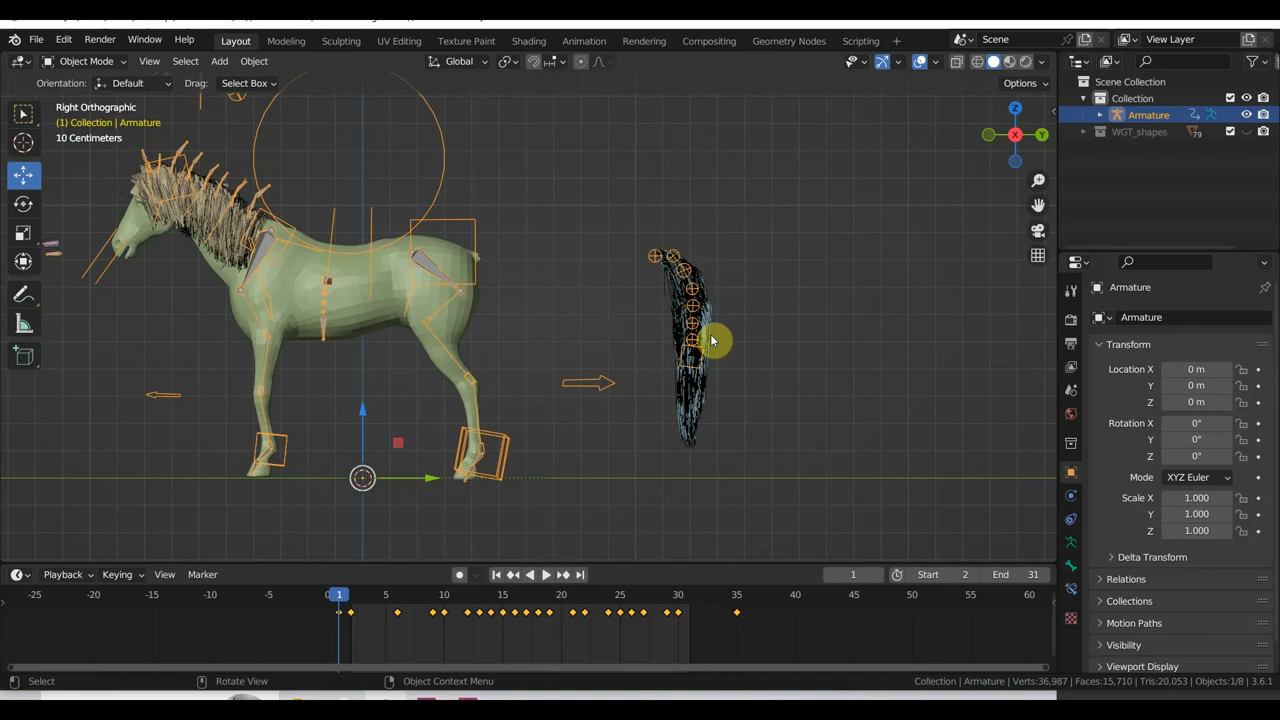 File Edit Render Window Help Layout Modeling Sculpting UV Editing Texture Paint Shading Animation Rendering Compositing Geometry Nodes Scripting + Scene View Layer
Object Mode View Select Add Object Global Options
Orientation: Default Drag: Select Box
Right Orthographic
(1) Collection | Armature
10 Centimeters
Z
Y
X
Scene Collection
Collection
Armature
WGT_shapes 79
Armature
Armature
Transform
Location X 0 m
Y 0 m
Z 0 m
Rotation X 0°
Y 0°
Z 0°
Mode XYZ Euler
Scale X 1.000
Y 1.000
Z 1.000
Delta Transform
Relations
Collections
Motion Paths
Visibility
Viewport Display
Playback Keying View Marker 1 Start 2 End 31
-25 -20 -15 -10 -5 0 1 5 10 15 20 25 30 35 40 45 50 55 60
Select Rotate View Object Context Menu Collection | Armature | Verts:36,987 | Faces:15,710 | Tris:20,053 | Objects:1/8 | 3.6.1